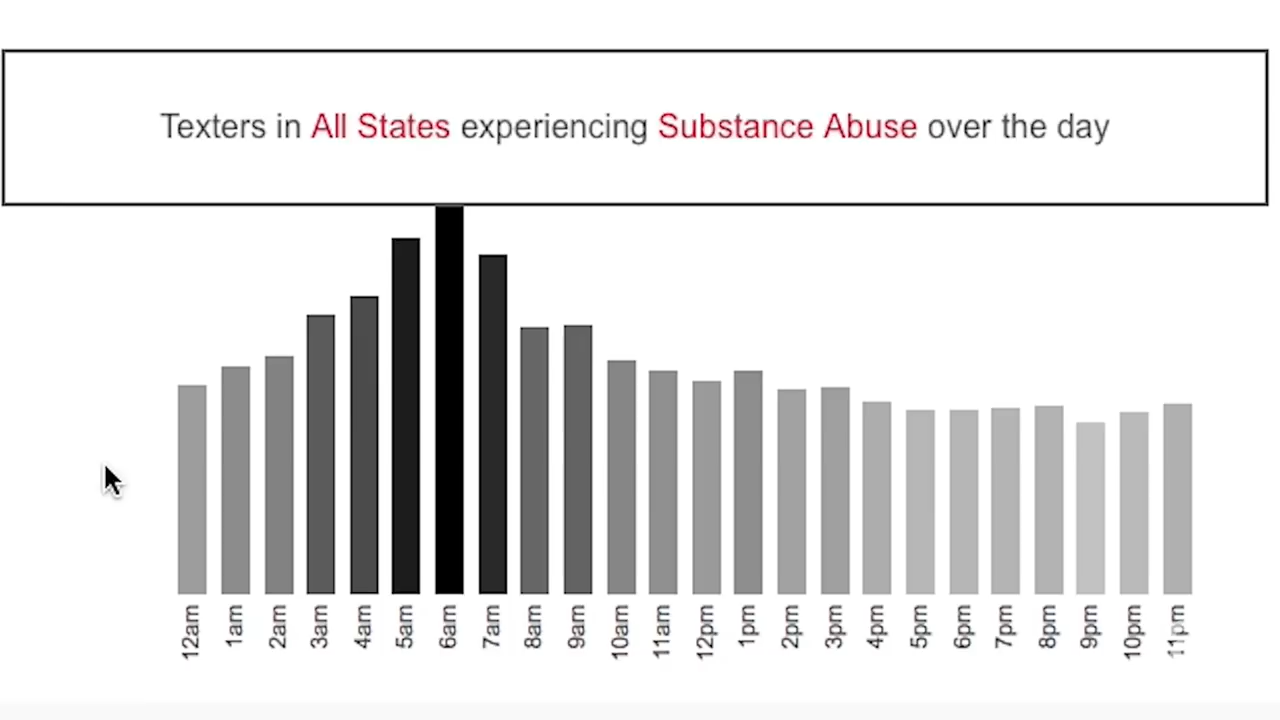 Texters in All States experiencing Substance Abuse over the day
12am
1am
2am
3am
4am
5am
6am
7am
8am
9am
10am
11am
12pm
1pm
2pm
3pm
4pm
5pm
6pm
7pm
8pm
9pm
10pm
11pm